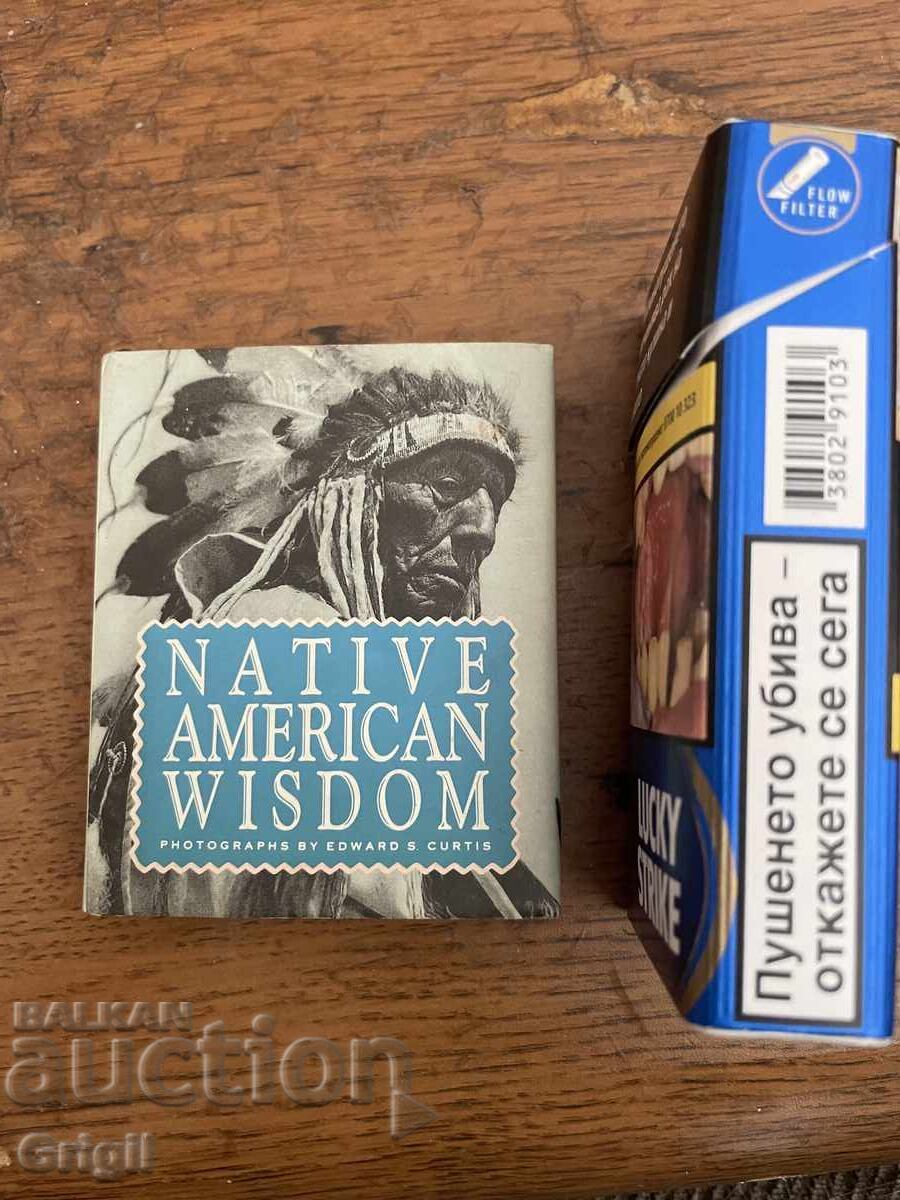 NATIVE
AMERICAN
WISDOM
PHOTOGRAPHS BY EDWARD S. CURTIS
FLOW
FILTER
3802 9103
Пушенето убива –
откажете се сега
LUCKY
STRIKE
BALKAN
auction
Grigil